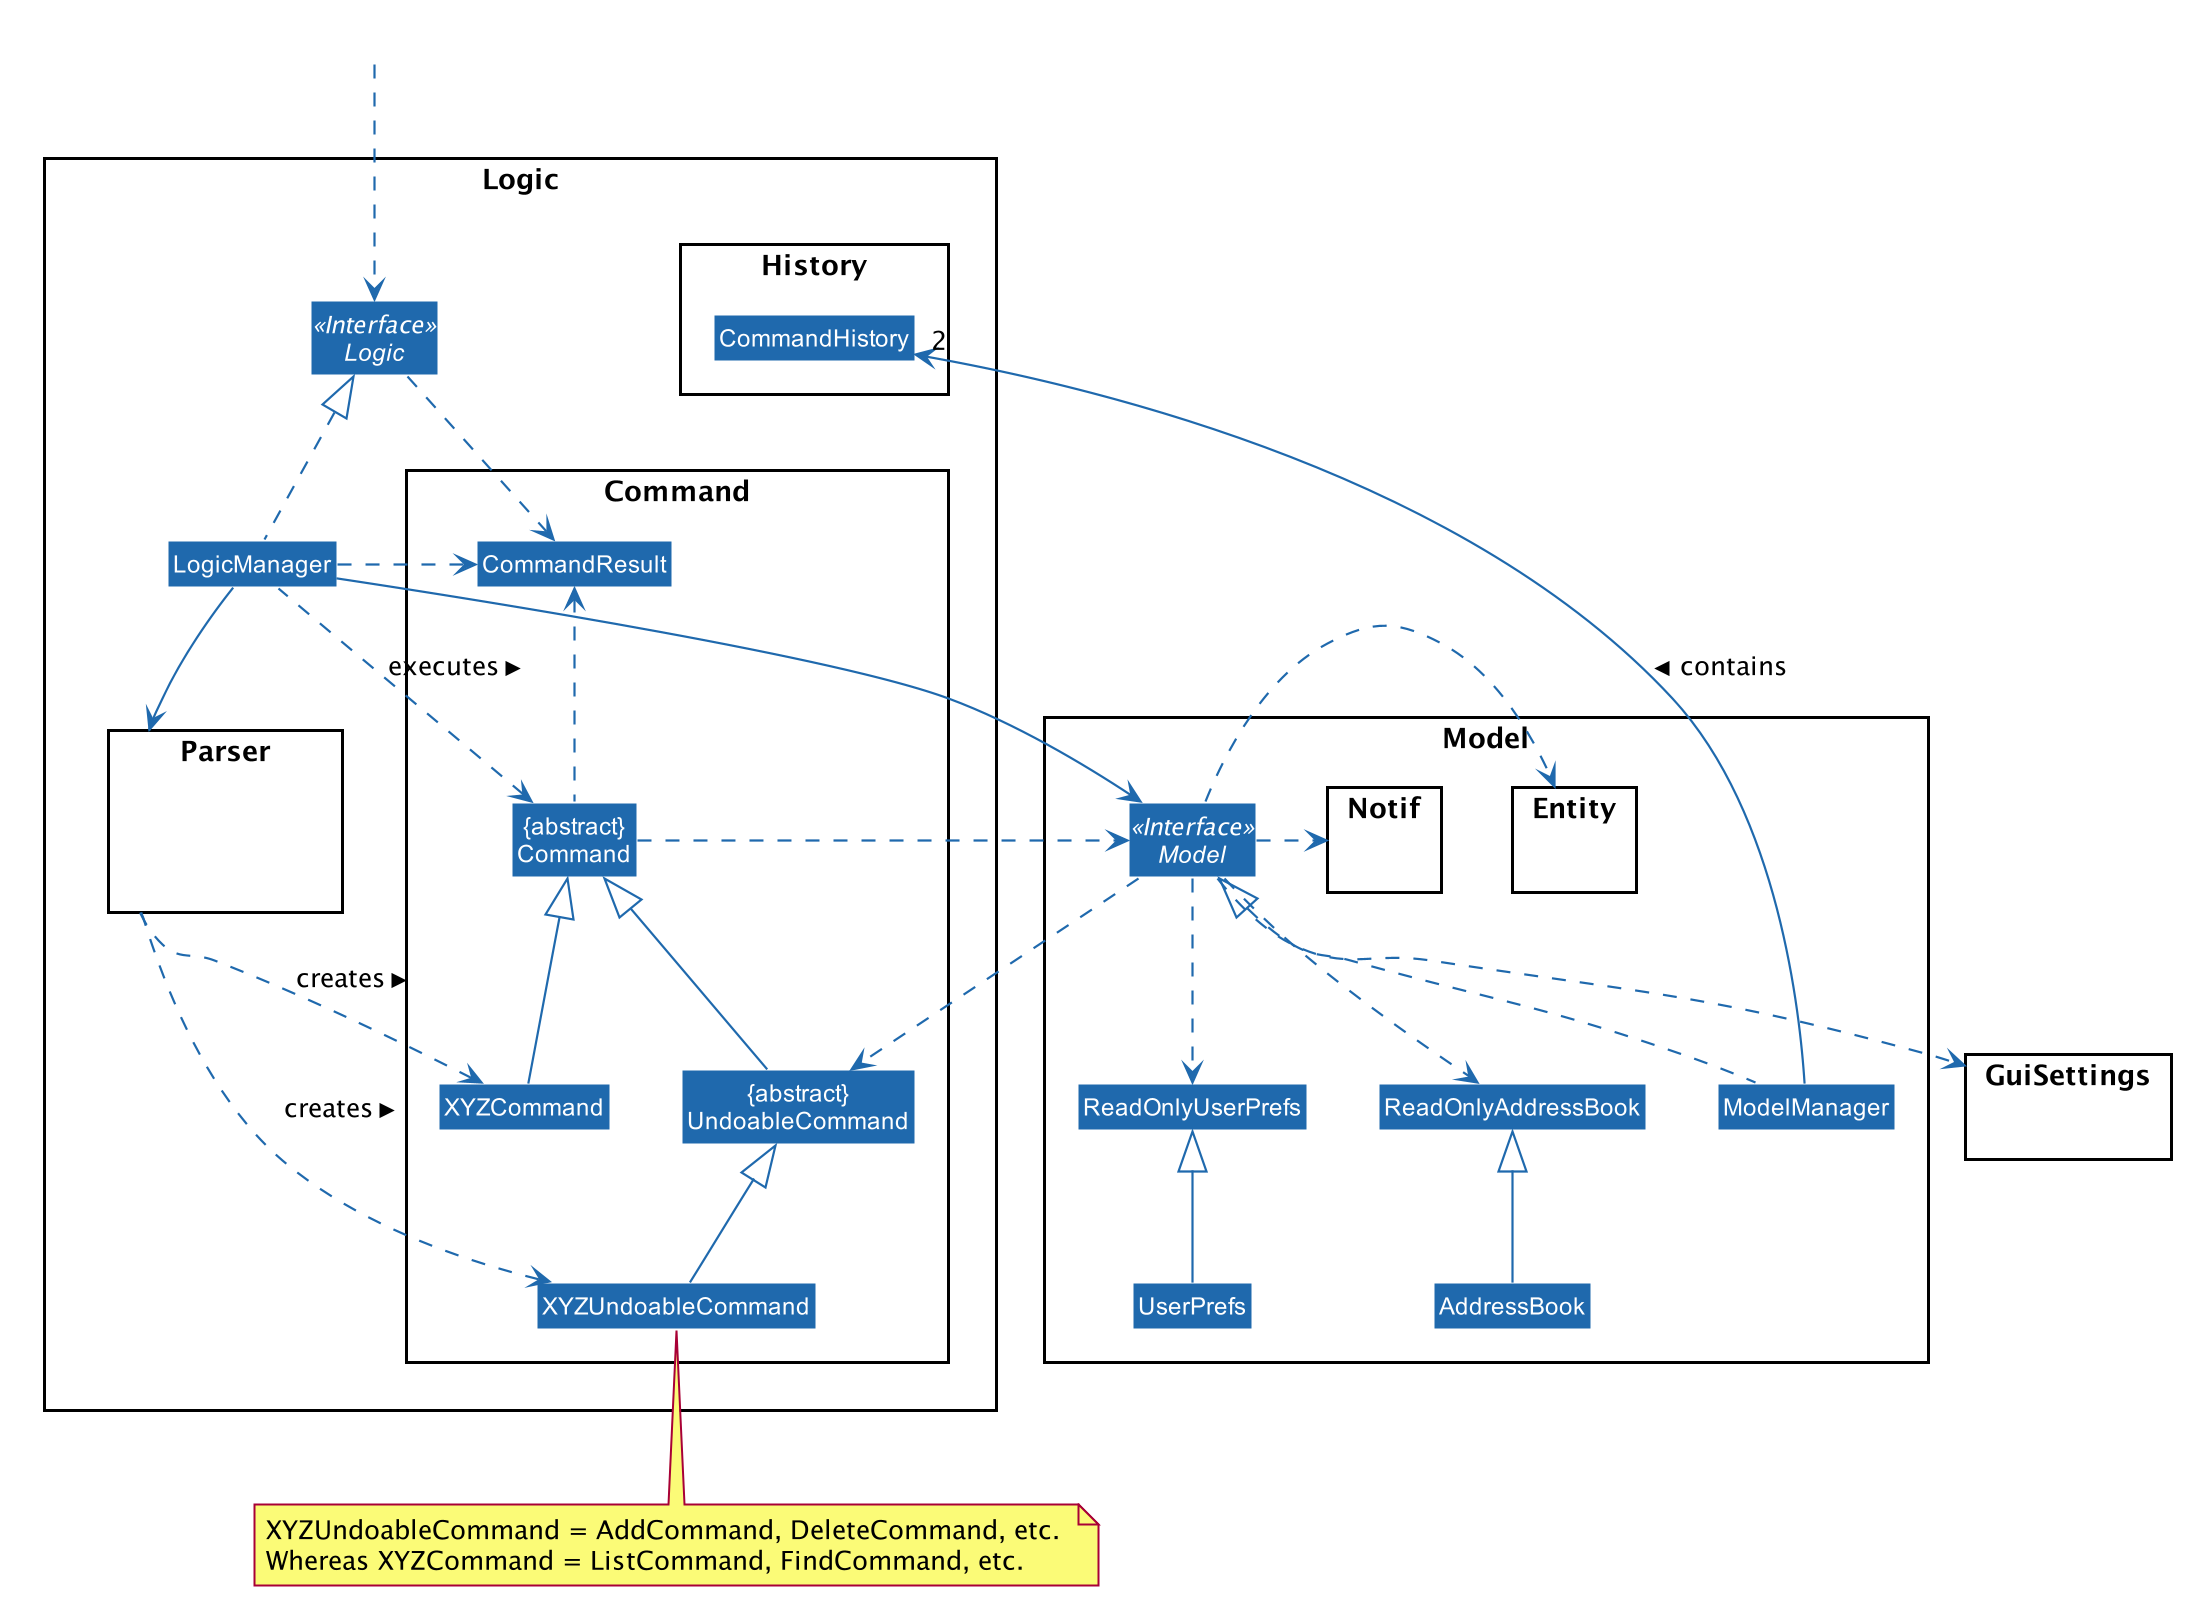 Logic
History
«Interface»
Logic
CommandHistory
2
Command
LogicManager
CommandResult
executes ▶
◀ contains
Parser
Model
Notif
Entity
{abstract}
Command
«Interface»
Model
creates ▶
GuiSettings
creates ▶
XYZCommand
{abstract}
UndoableCommand
ReadOnlyUserPrefs
ReadOnlyAddressBook
ModelManager
XYZUndoableCommand
UserPrefs
AddressBook
XYZUndoableCommand = AddCommand, DeleteCommand, etc.
Whereas XYZCommand = ListCommand, FindCommand, etc.